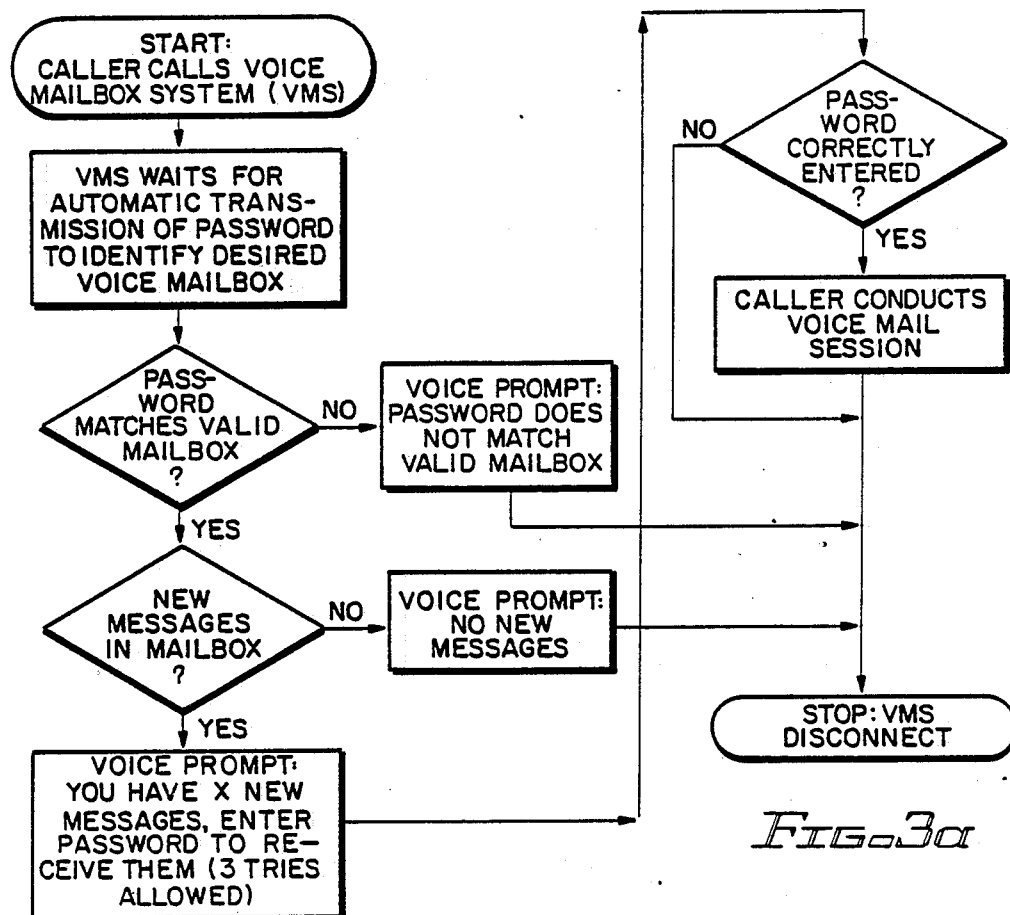 START:
CALLER CALLS VOICE
MAILBOX SYSTEM (VMS)
VMS WAITS FOR
AUTOMATIC TRANS-
MISSION OF PASSWORD
TO IDENTIFY DESIRED
VOICE MAILBOX
PASS-
WORD
MATCHES VALID
MAILBOX
?
NO
VOICE PROMPT:
PASSWORD DOES
NOT MATCH
VALID MAILBOX
YES
NEW
MESSAGES
IN MAILBOX
?
NO
VOICE PROMPT:
NO NEW
MESSAGES
YES
VOICE PROMPT:
YOU HAVE X NEW
MESSAGES, ENTER
PASSWORD TO RE-
CEIVE THEM (3 TRIES
ALLOWED)
PASS-
WORD
CORRECTLY
ENTERED
?
NO
YES
CALLER CONDUCTS
VOICE MAIL
SESSION
STOP: VMS
DISCONNECT
FIG. 3a